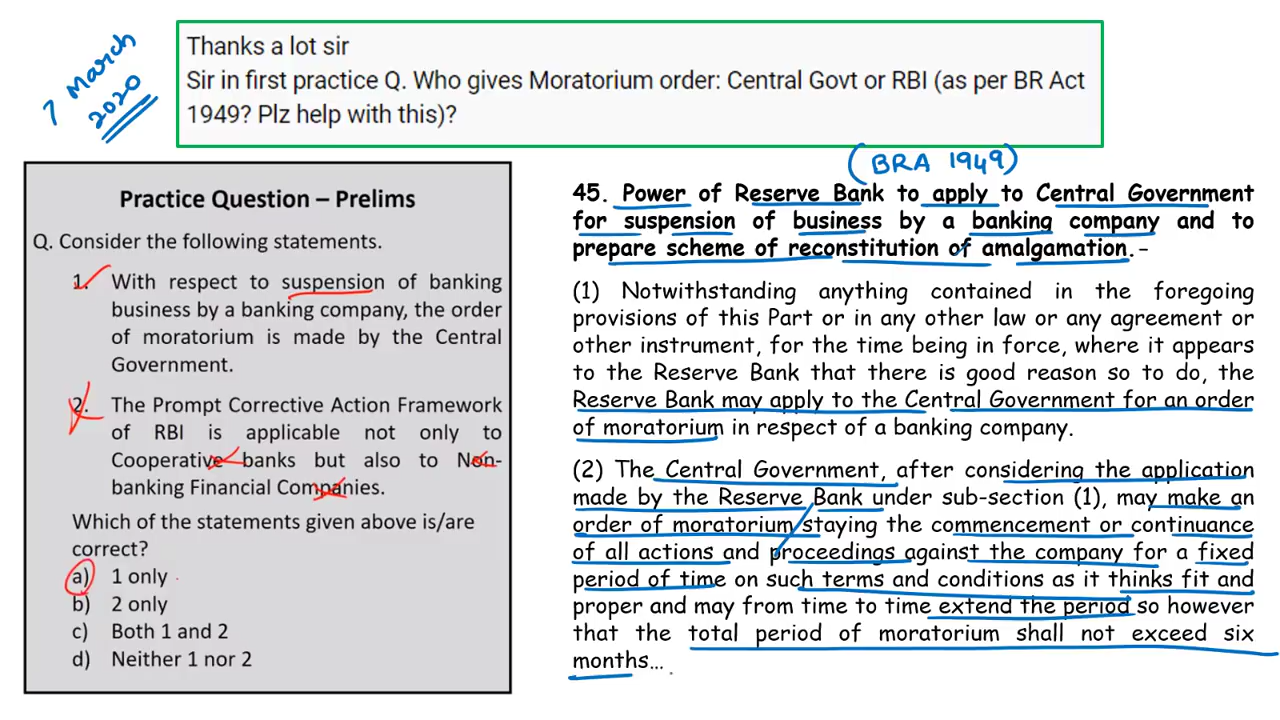 7 March
2020
Thanks a lot sir
Sir in first practice Q. Who gives Moratorium order: Central Govt or RBI (as per BR Act
1949? Plz help with this)?
Practice Question – Prelims
Q. Consider the following statements.
1. With respect to suspension of banking
business by a banking company, the order
of moratorium is made by the Central
Government.
2. The Prompt Corrective Action Framework
of RBI is applicable not only to
Cooperative banks but also to Non-
banking Financial Companies.
Which of the statements given above is/are
correct?
a) 1 only
b) 2 only
c) Both 1 and 2
d) Neither 1 nor 2
(BRA 1949)
45. Power of Reserve Bank to apply to Central Government
for suspension of business by a banking company and to
prepare scheme of reconstitution of amalgamation.-
(1) Notwithstanding anything contained in the foregoing
provisions of this Part or in any other law or any agreement or
other instrument, for the time being in force, where it appears
to the Reserve Bank that there is good reason so to do, the
Reserve Bank may apply to the Central Government for an order
of moratorium in respect of a banking company.
(2) The Central Government, after considering the application
made by the Reserve Bank under sub-section (1), may make an
order of moratorium staying the commencement or continuance
of all actions and proceedings against the company for a fixed
period of time on such terms and conditions as it thinks fit and
proper and may from time to time extend the period so however
that the total period of moratorium shall not exceed six
months...